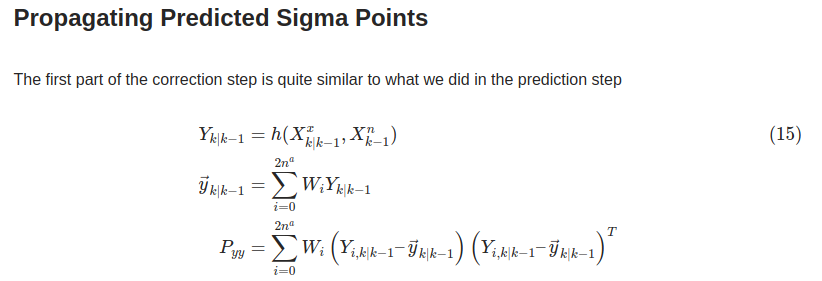 Propagating Predicted Sigma Points
The first part of the correction step is quite similar to what we did in the prediction step
$Y_{k|k-1} = h(X^{x}_{k|k-1}, X^{n}_{k-1})$ (15)
$\vec{y}_{k|k-1} = \sum_{i=0}^{2n^a} W_i Y_{k|k-1}$
$P_{yy} = \sum_{i=0}^{2n^a} W_i \left( Y_{i,k|k-1} - \vec{y}_{k|k-1} \right) \left( Y_{i,k|k-1} - \vec{y}_{k|k-1} \right)^T$